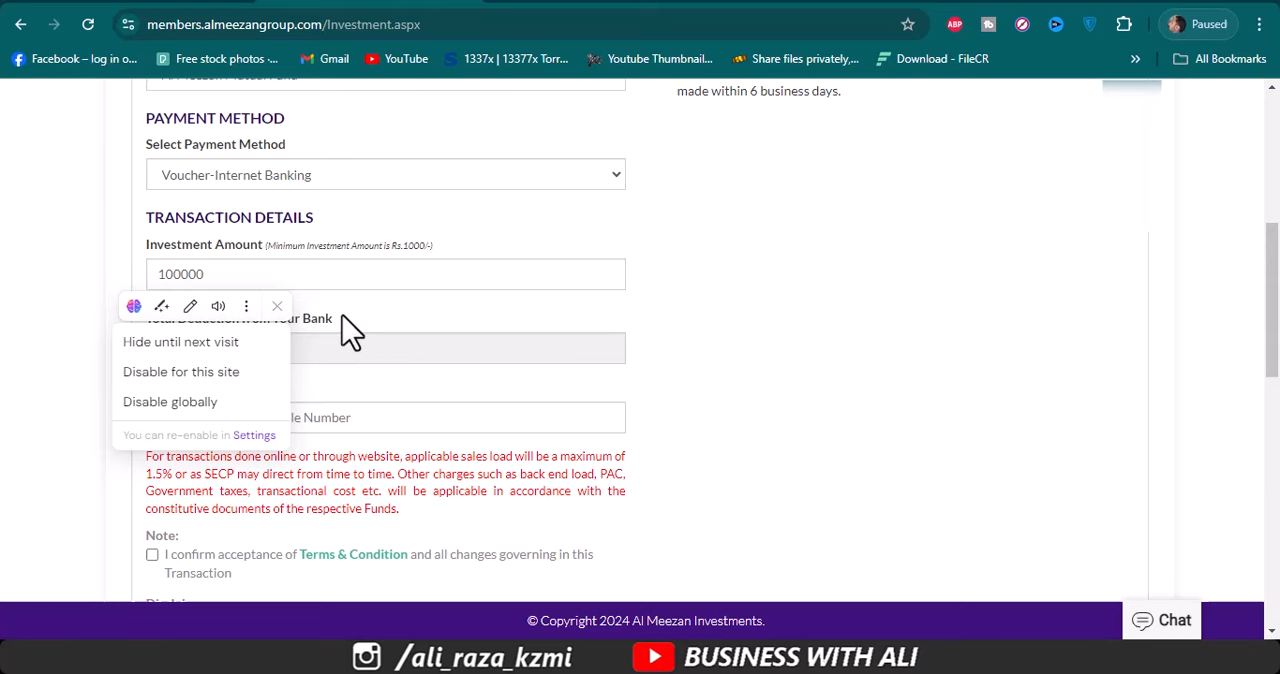 members.almeezangroup.com/Investment.aspx
ABP
Paused
Facebook – log in o...
Free stock photos -...
Gmail
YouTube
1337x | 13377x Torr...
Youtube Thumbnail...
Share files privately,...
Download - FileCR
»
All Bookmarks
made within 6 business days.
PAYMENT METHOD
Select Payment Method
Voucher-Internet Banking
TRANSACTION DETAILS
Investment Amount (Minimum Investment Amount is Rs.1000/-)
100000
Your Bank
Hide until next visit
Disable for this site
Disable globally
You can re-enable in Settings
Number
For transactions done online or through website, applicable sales load will be a maximum of
1.5% or as SECP may direct from time to time. Other charges such as back end load, PAC,
Government taxes, transactional cost etc. will be applicable in accordance with the
constitutive documents of the respective Funds.
Note:
I confirm acceptance of Terms & Condition and all changes governing in this
Transaction
© Copyright 2024 Al Meezan Investments.
Chat
/ali_raza_kzmi
BUSINESS WITH ALI